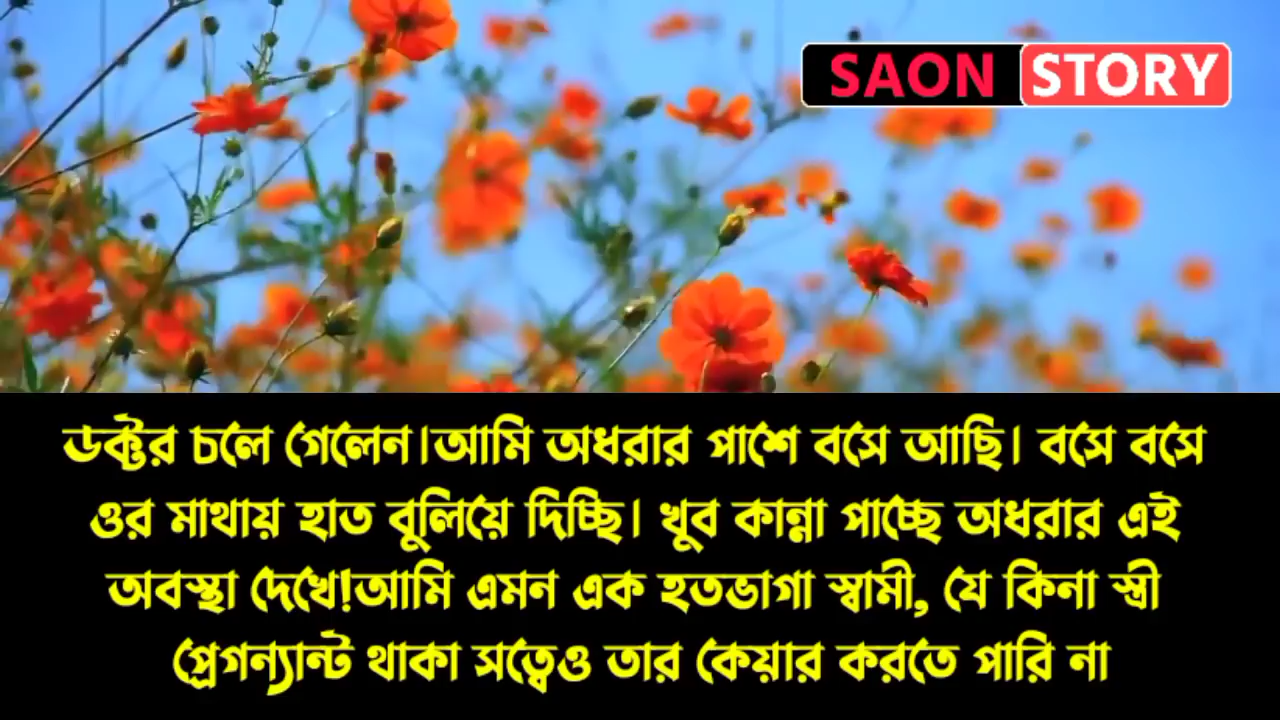 SAON STORY
ডক্টর চলে গেলেন।আমি অধরার পাশে বসে আছি। বসে বসে
ওর মাথায় হাত বুলিয়ে দিচ্ছি। খুব কান্না পাচ্ছে অধরার এই
অবস্থা দেখে!আমি এমন এক হতভাগা স্বামী, যে কিনা স্ত্রী
প্রেগন্যান্ট থাকা সত্বেও তার কেয়ার করতে পারি না